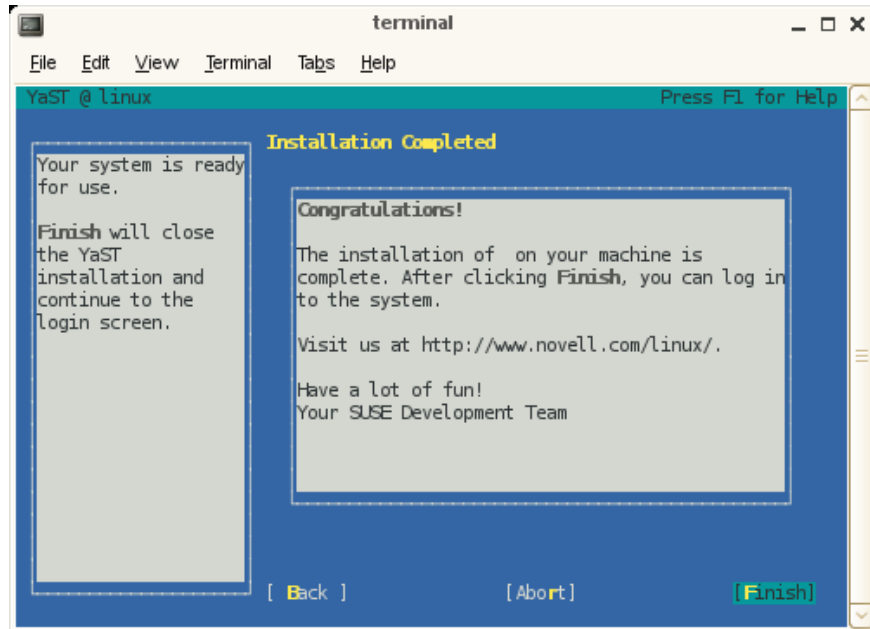 terminal
File Edit View Terminal Tabs Help
YaST @ linux Press F1 for Help
Your system is ready
for use.
Finish will close
the YaST
installation and
continue to the
login screen.
Installation Completed
Congratulations!
The installation of  on your machine is
complete. After clicking Finish, you can log in
to the system.
Visit us at http://www.novell.com/linux/.
Have a lot of fun!
Your SUSE Development Team
[ Back ] [Abort] [Finish]